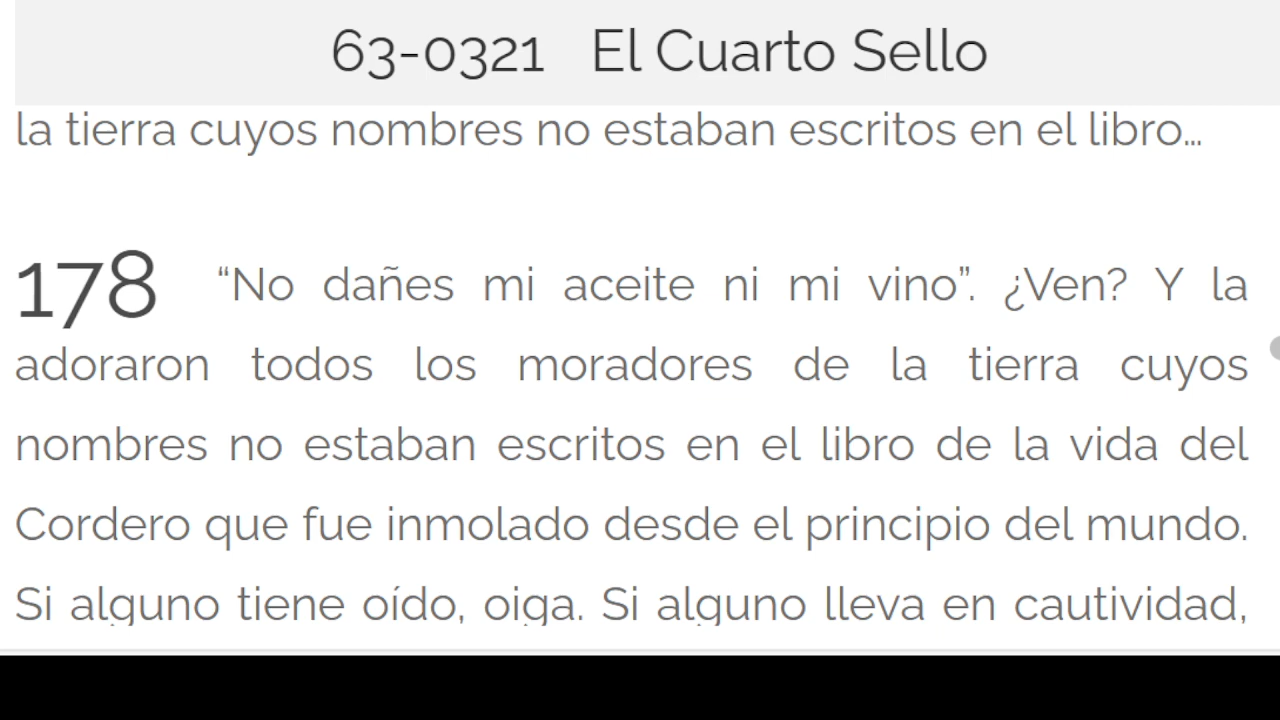 63-0321 El Cuarto Sello
la tierra cuyos nombres no estaban escritos en el libro...
178 “No dañes mi aceite ni mi vino”. ¿Ven? Y la
adoraron todos los moradores de la tierra cuyos
nombres no estaban escritos en el libro de la vida del
Cordero que fue inmolado desde el principio del mundo.
Si alguno tiene oído, oiga. Si alguno lleva en cautividad,